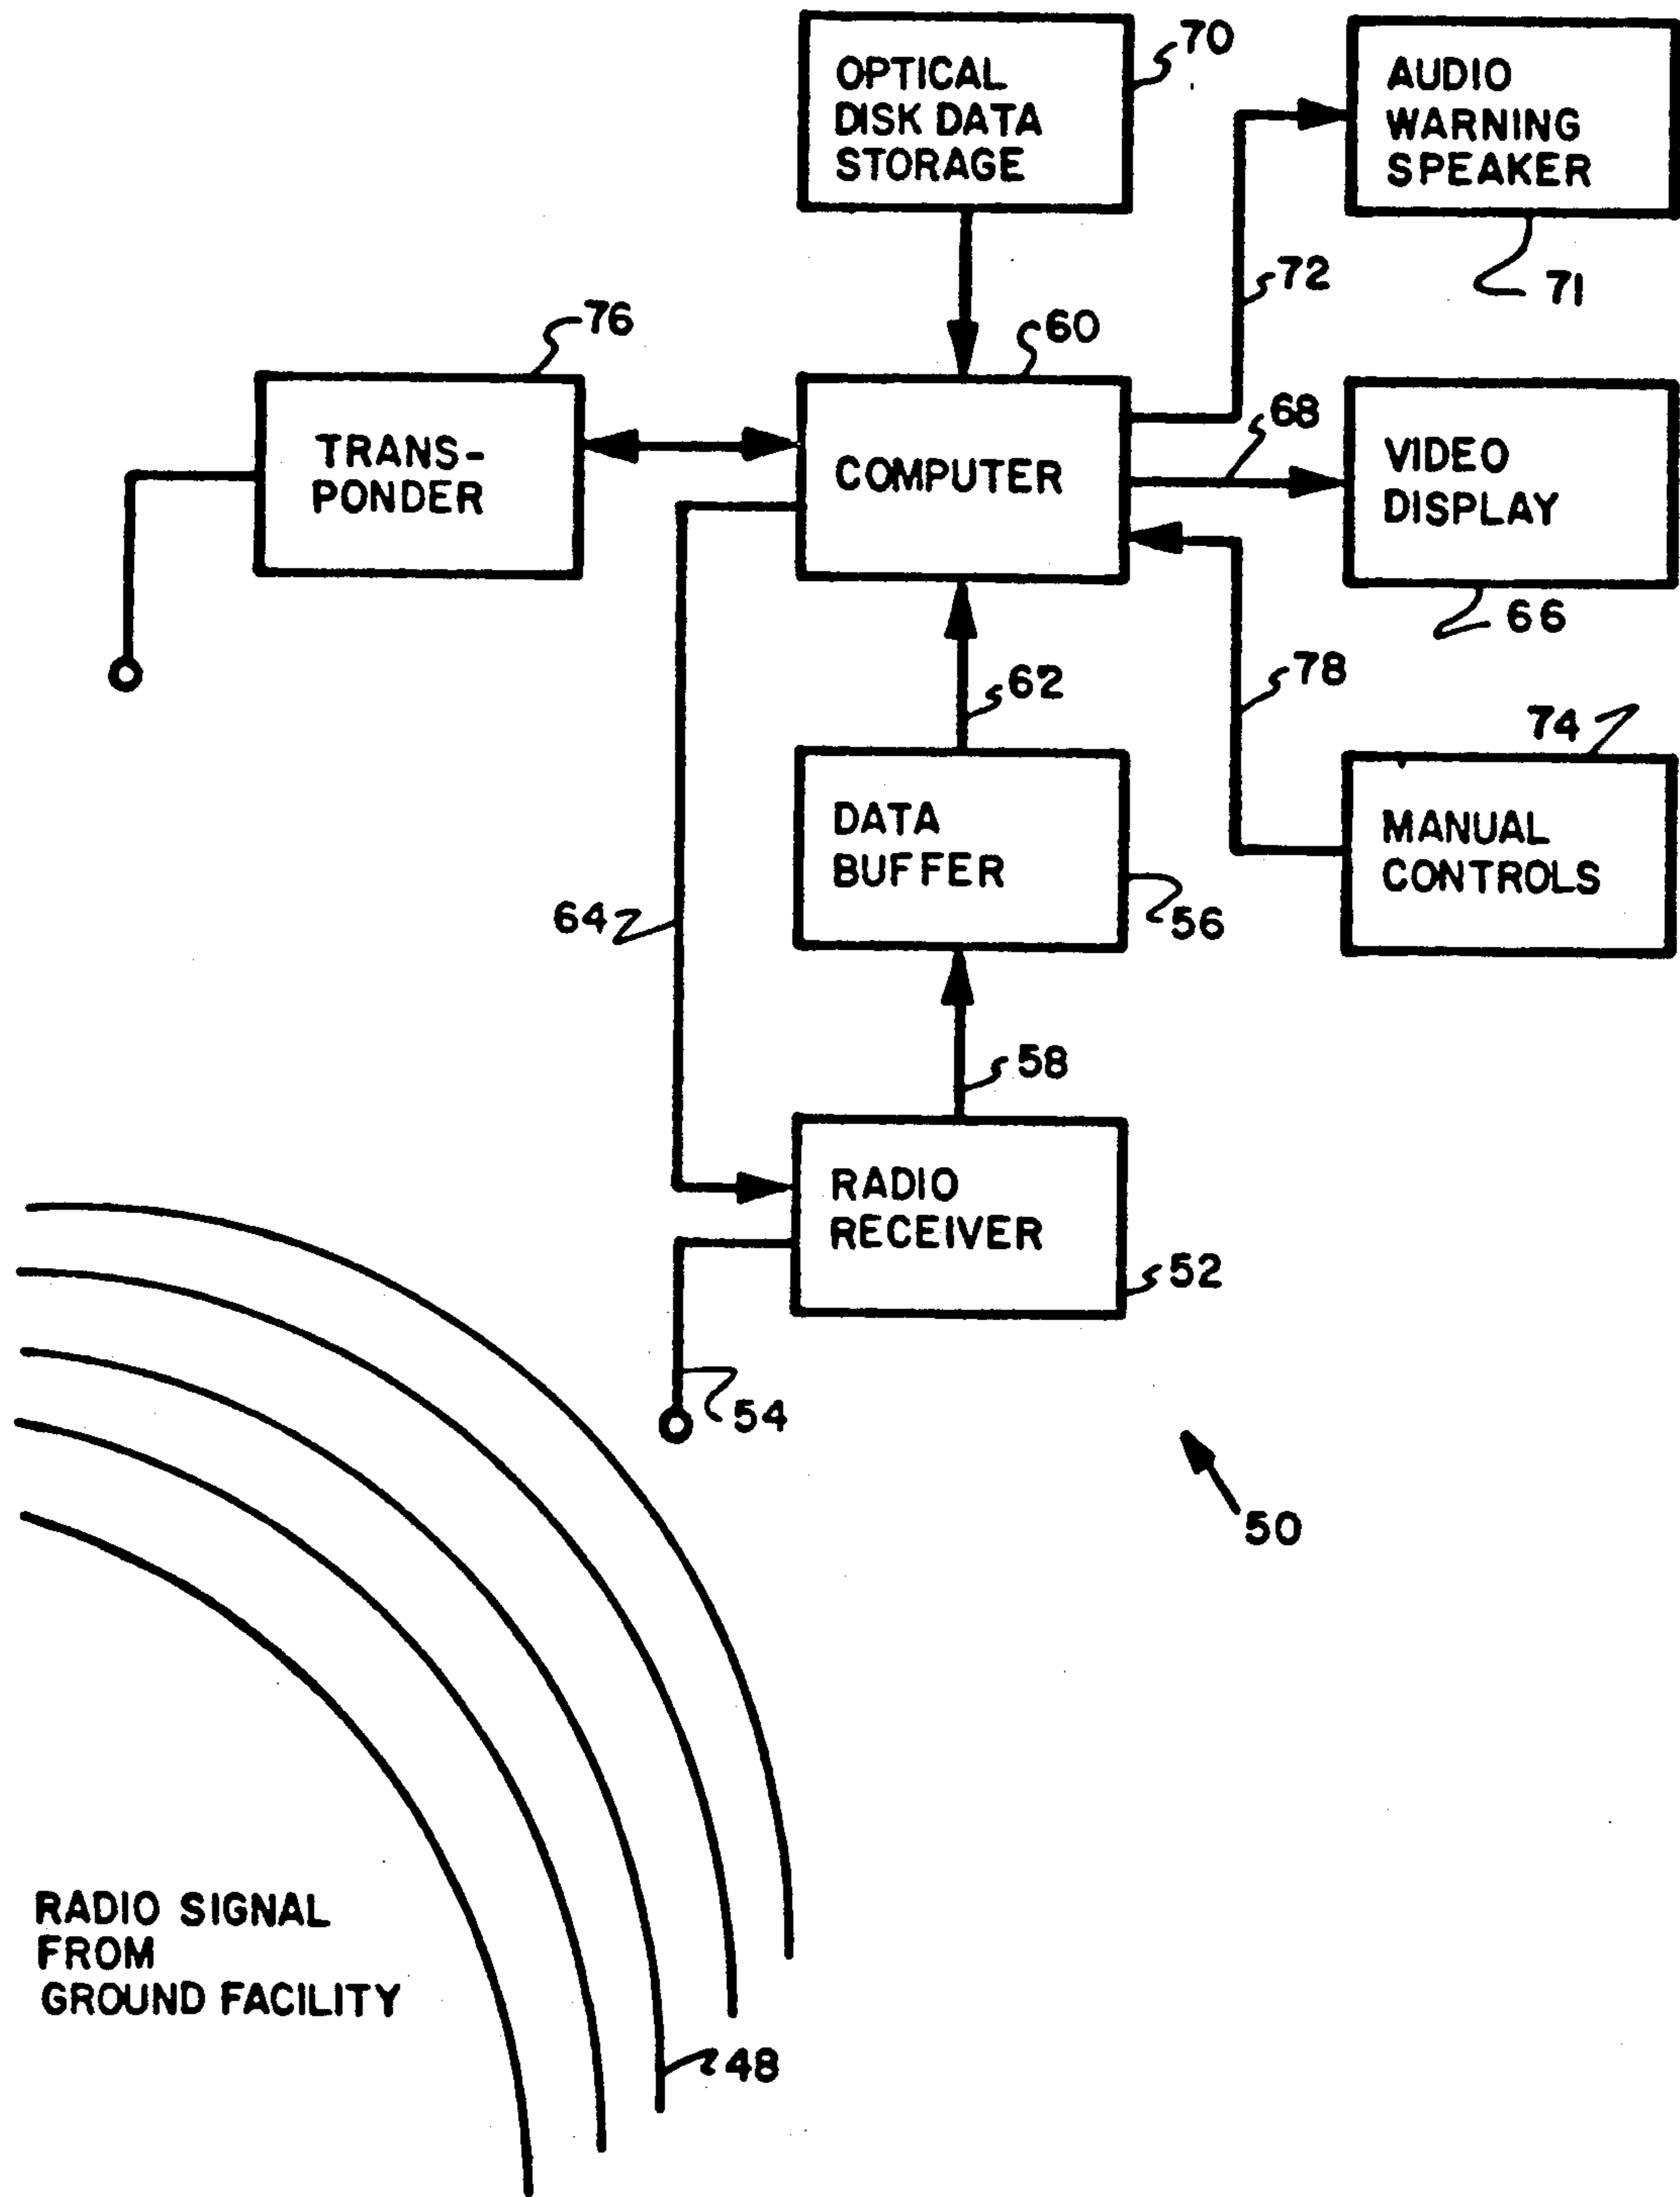 70
OPTICAL
DISK DATA
STORAGE
AUDIO
WARNING
SPEAKER
72
71
76
60
68
TRANS-
PONDER
COMPUTER
VIDEO
DISPLAY
66
62
78
74
DATA
BUFFER
MANUAL
CONTROLS
64
56
58
RADIO
RECEIVER
52
54
50
RADIO SIGNAL
FROM
GROUND FACILITY
48